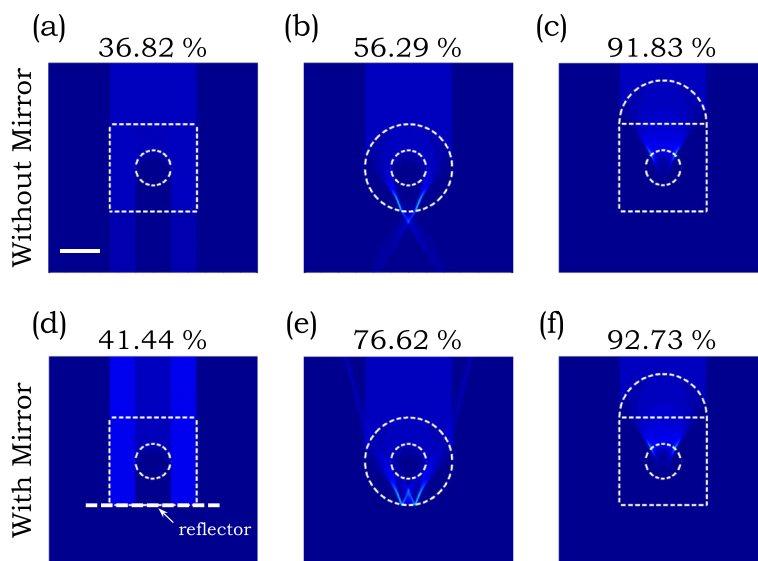 (a) (b) (c)
36.82 % 56.29 % 91.83 %
Without Mirror
(d) (e) (f)
41.44 % 76.62 % 92.73 %
With Mirror
reflector